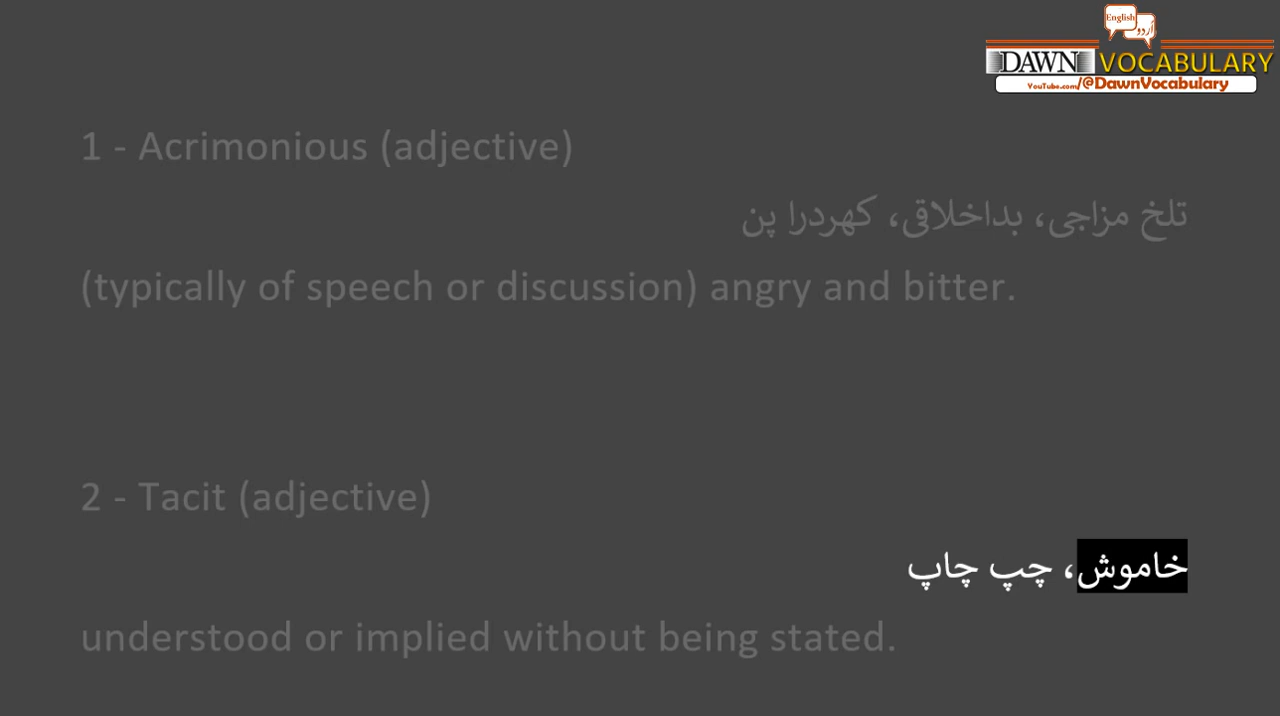 English
اُردو
DAWN VOCABULARY
YouTube.com/@DawnVocabulary
1 - Acrimonious (adjective)
تلخ مزاجی، بداخلاقی، کھردرا پن
(typically of speech or discussion) angry and bitter.
2 - Tacit (adjective)
خاموش، چپ چاپ
understood or implied without being stated.